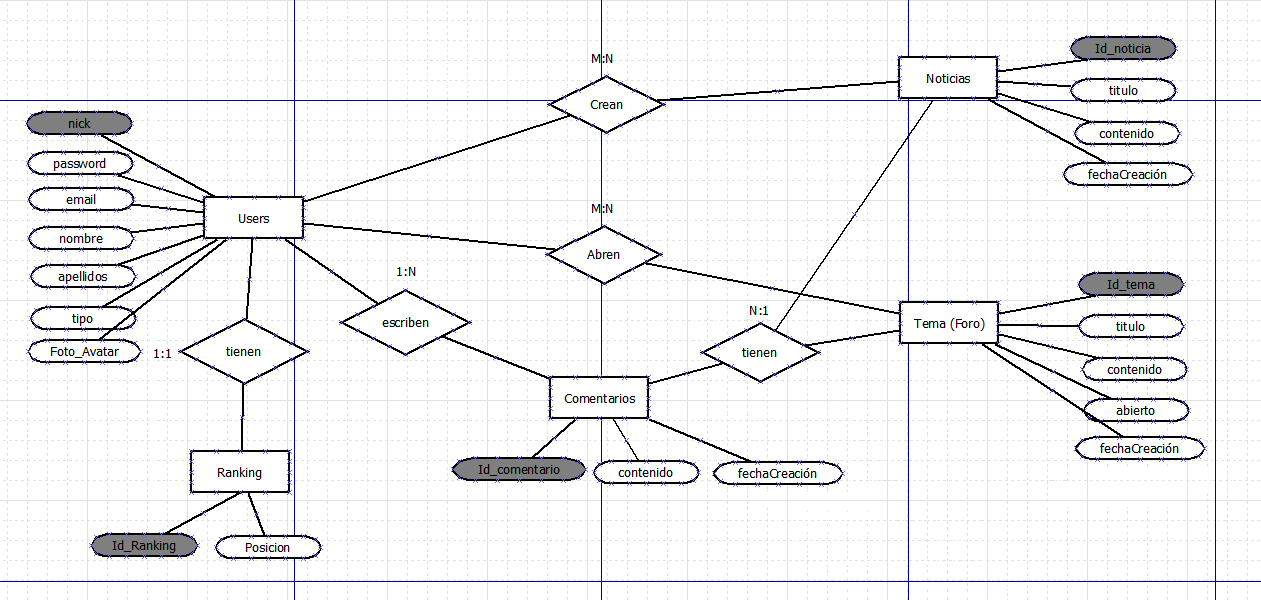 M:N
Crean
Noticias
Id_noticia
titulo
contenido
fechaCreación
nick
password
email
nombre
apellidos
tipo
Foto_Avatar
Users
M:N
Abren
1:N
escriben
N:1
tienen
Tema (Foro)
Id_tema
titulo
contenido
abierto
fechaCreación
1:1
tienen
Comentarios
Id_comentario
contenido
fechaCreación
Ranking
Id_Ranking
Posicion